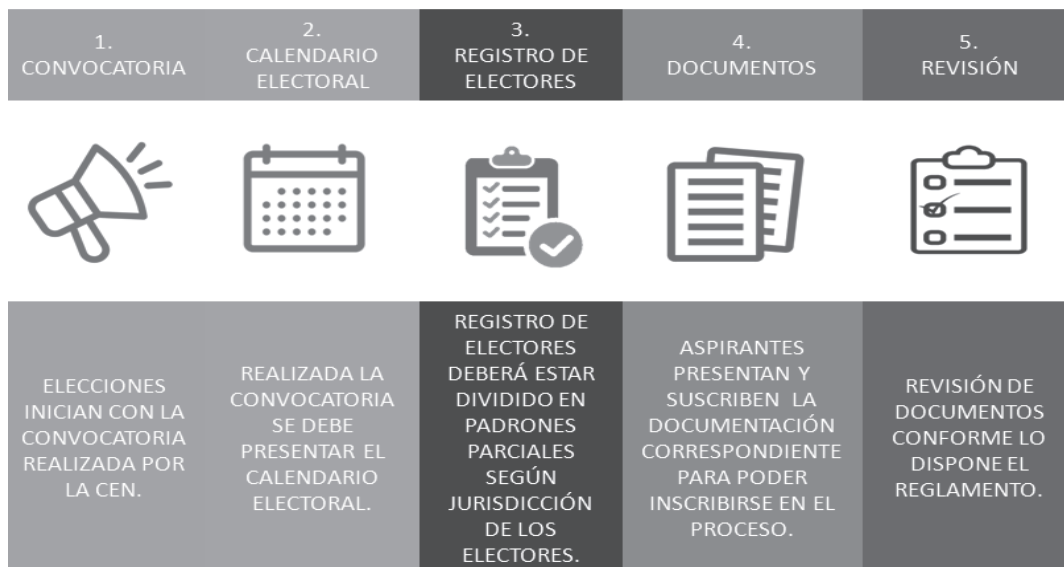 1.
CONVOCATORIA
2.
CALENDARIO
ELECTORAL
3.
REGISTRO DE
ELECTORES
4.
DOCUMENTOS
5.
REVISIÓN
ELECCIONES
INICIAN CON LA
CONVOCATORIA
REALIZADA POR
LA CEN.
REALIZADA LA
CONVOCATORIA
SE DEBE
PRESENTAR EL
CALENDARIO
ELECTORAL.
REGISTRO DE
ELECTORES
DEBERÁ ESTAR
DIVIDIDO EN
PADRONES
PARCIALES
SEGÚN
JURISDICCIÓN
DE LOS
ELECTORES.
ASPIRANTES
PRESENTAN Y
SUSCRIBEN LA
DOCUMENTACIÓN
CORRESPONDIENTE
PARA PODER
INSCRIBIRSE EN EL
PROCESO.
REVISIÓN DE
DOCUMENTOS
CONFORME LO
DISPONE EL
REGLAMENTO.